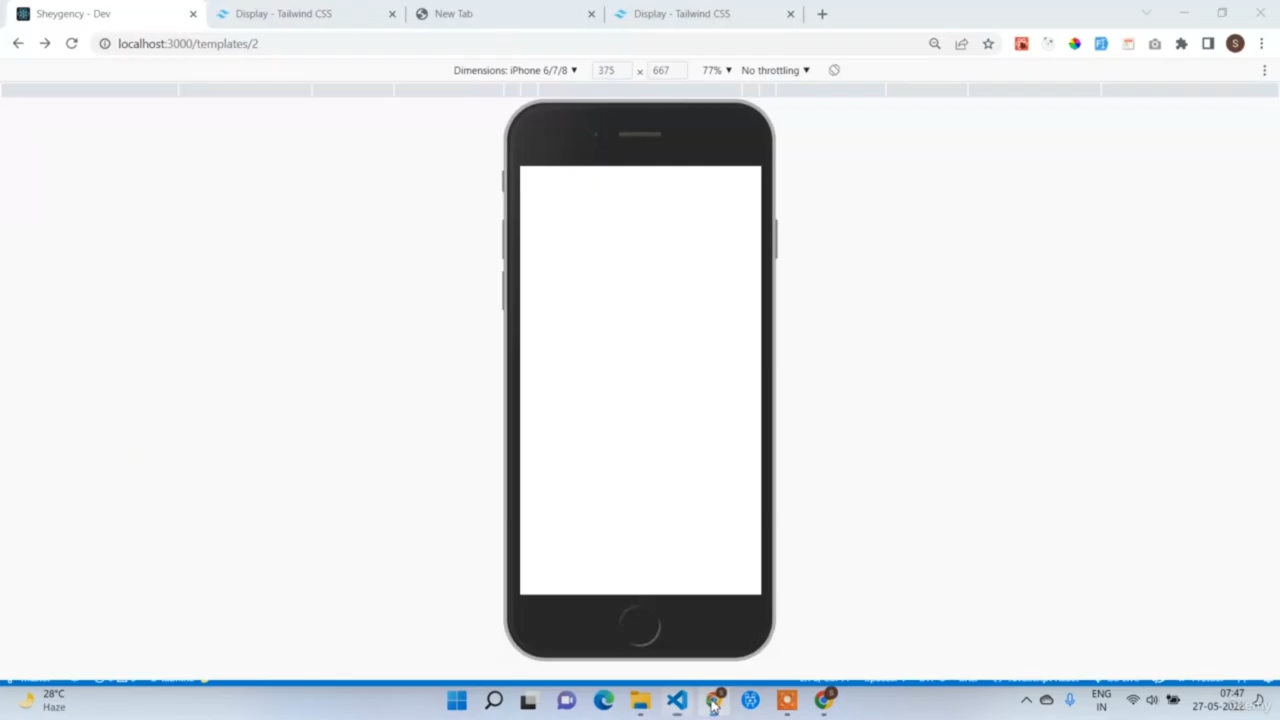 Sheygency - Dev
Display - Tailwind CSS
New Tab
Display - Tailwind CSS
localhost:3000/templates/2
S
Dimensions: iPhone 6/7/8 375 x 667 77% No throttling
28°C
Haze
ENG
IN
07:47
27-05-2022